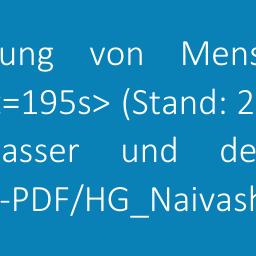 ung von Mens
=195s> (Stand: 2
asser und de
-PDF/HG_Naivash